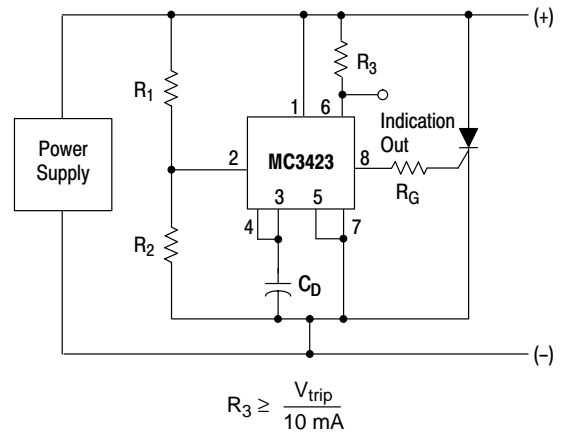 (+)
R1
R3
1
6
Indication
Out
Power
Supply
2
MC3423
8
RG
3
5
4
7
R2
CD
(–)
R3 ≥ Vtrip
10 mA